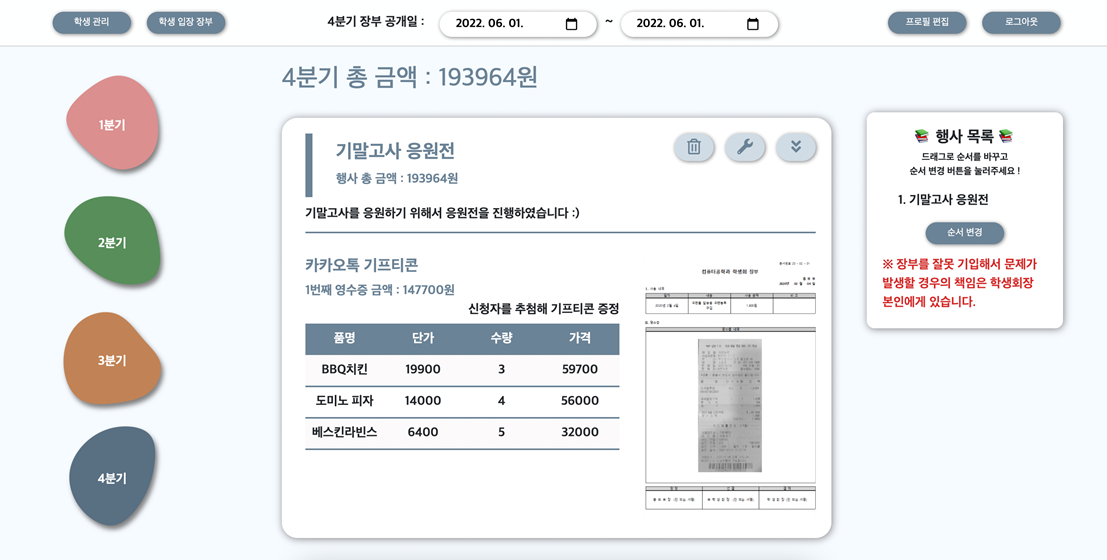 학생 관리
학생 입장 장부
4분기 장부 공개일 :
2022. 06. 01.
~
2022. 06. 01.
프로필 편집
로그아웃
1분기
2분기
3분기
4분기
4분기 총 금액 : 193964원
기말고사 응원전
행사 총 금액 : 193964원
기말고사를 응원하기 위해서 응원전을 진행하였습니다 :)
카카오톡 기프티콘
1번째 영수증 금액 : 147700원
신청자를 추첨해 기프티콘 증정
품명 단가 수량 가격
BBQ치킨 19900 3 59700
도미노 피자 14000 4 56000
베스킨라빈스 6400 5 32000
컴퓨터공학과 학생회 장부
📚 행사 목록 📚
드래그로 순서를 바꾸고
순서 변경 버튼을 눌러주세요 !
1. 기말고사 응원전
순서 변경
※ 장부를 잘못 기입해서 문제가
발생할 경우의 책임은 학생회장
본인에게 있습니다.